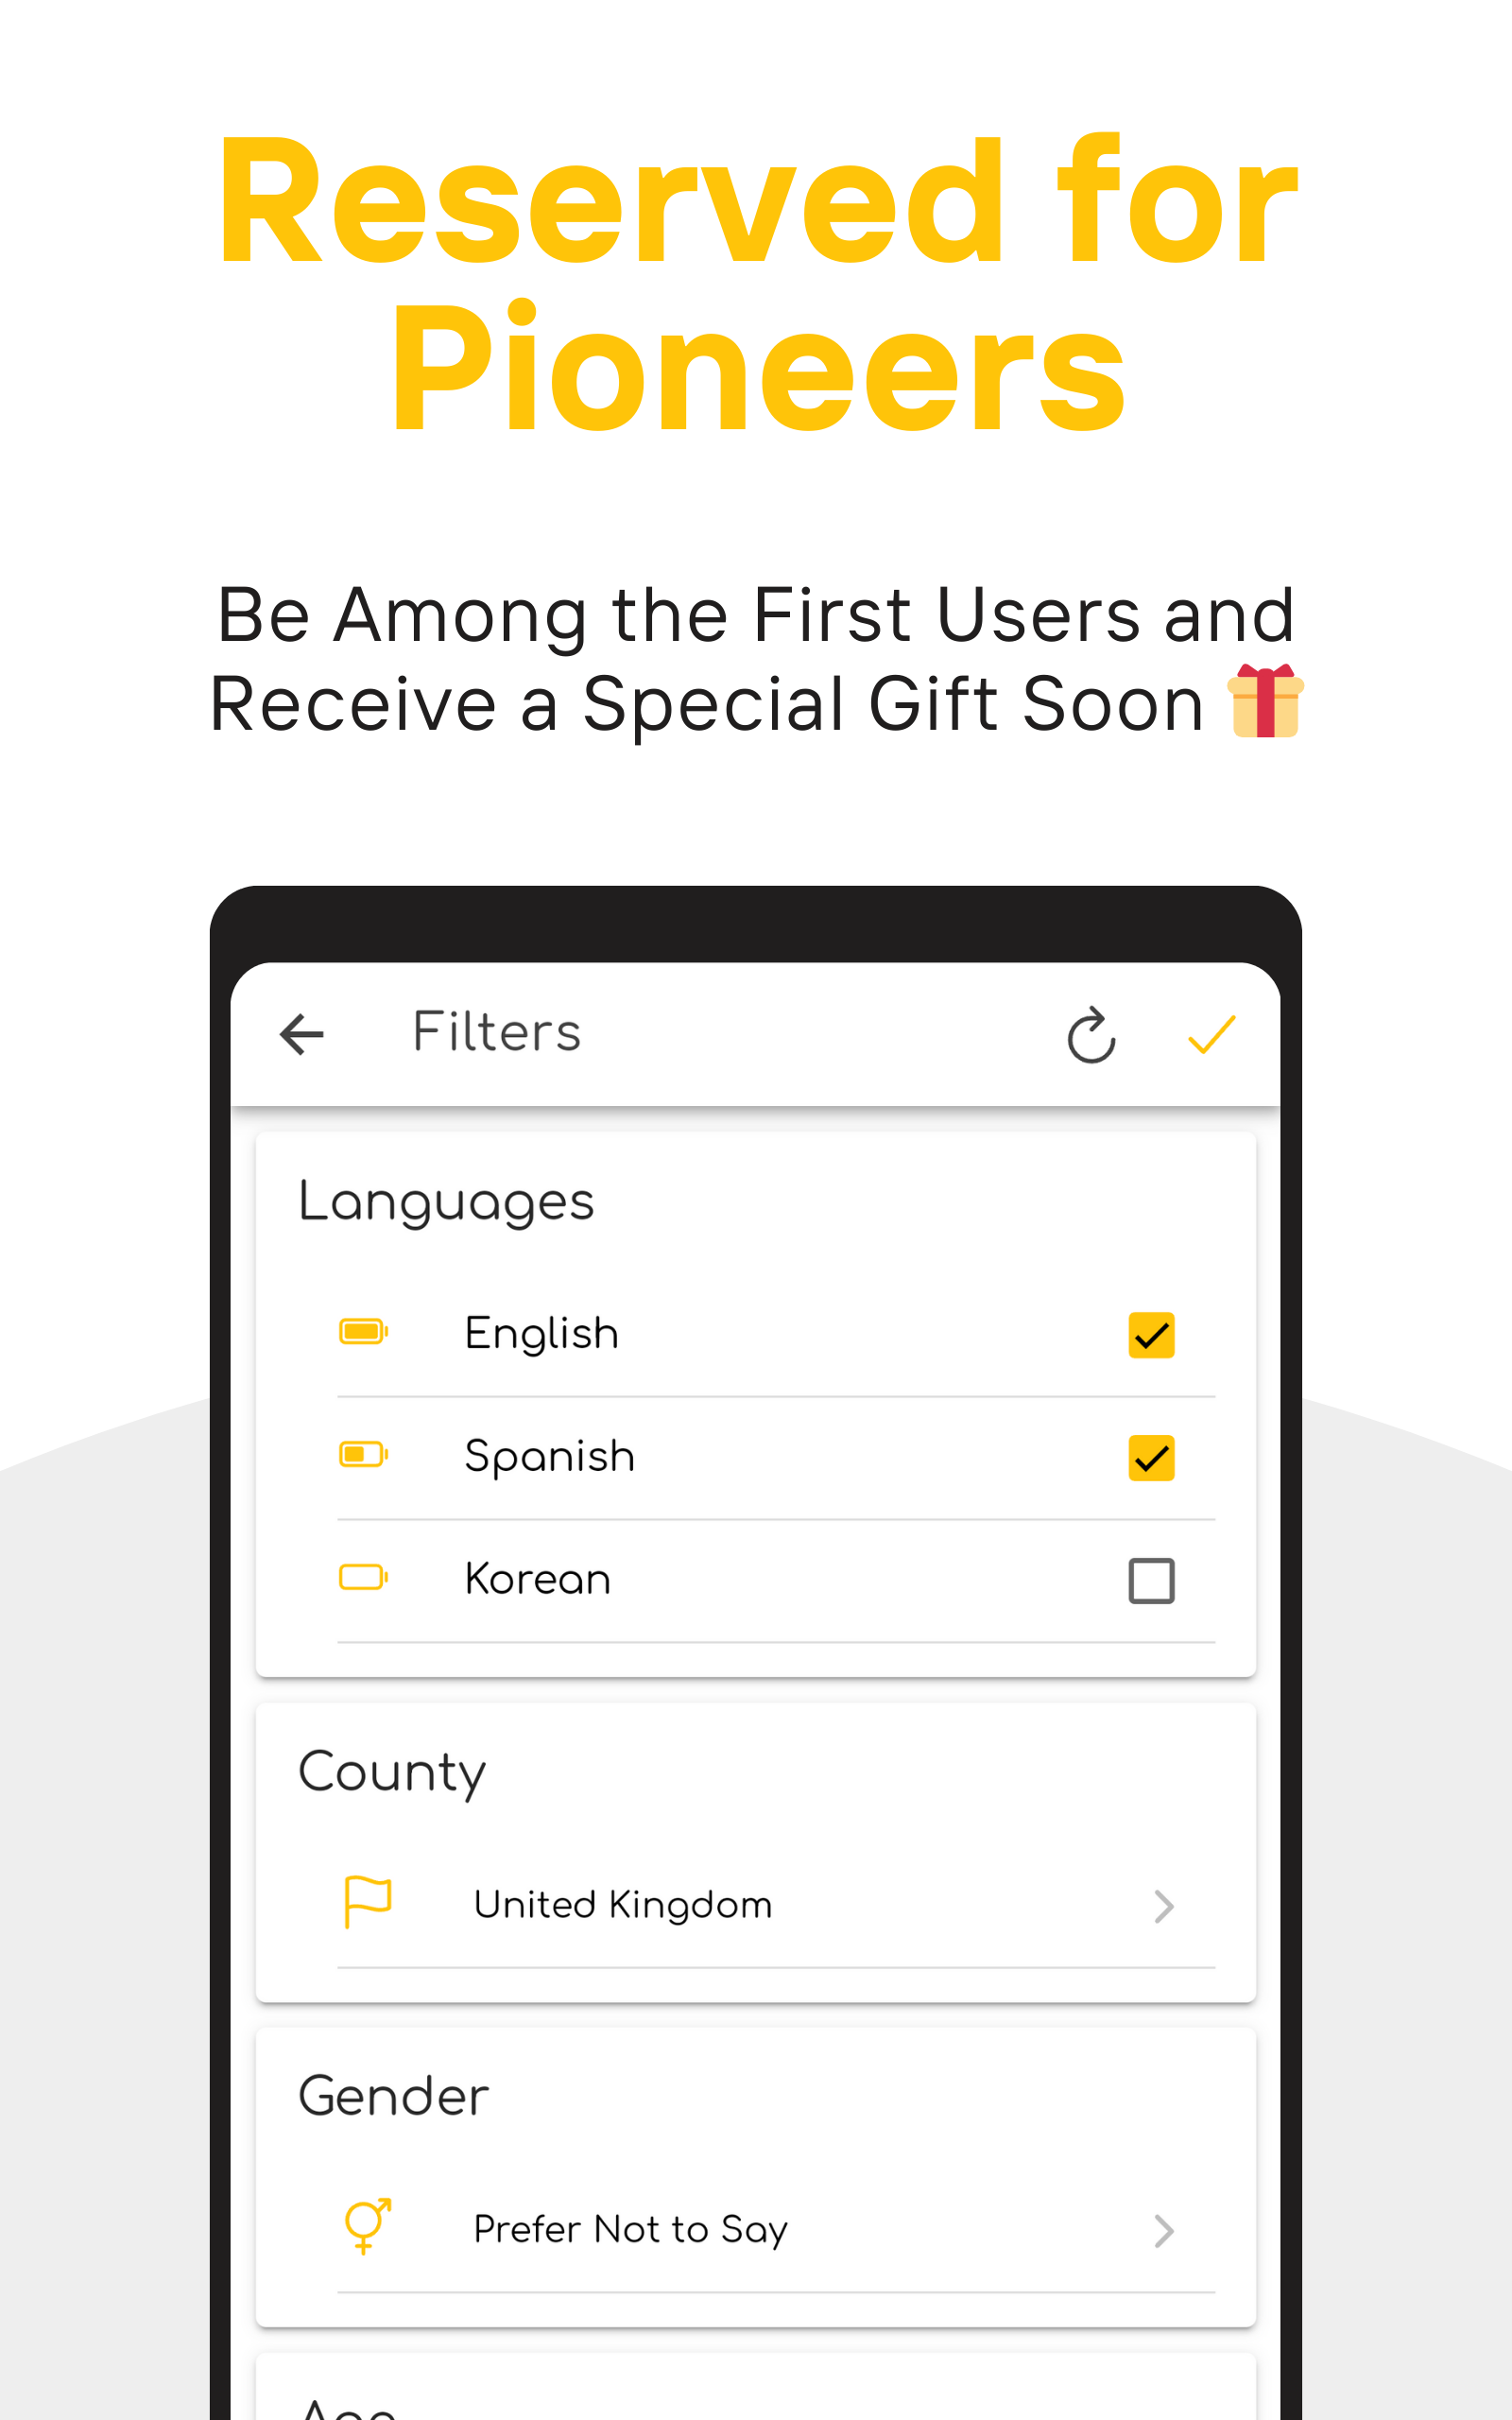 Reserved for
Pioneers
Be Among the First Users and
Receive a Special Gift Soon 🎁
Filters
Languages
English
Spanish
Korean
County
United Kingdom
Gender
Prefer Not to Say